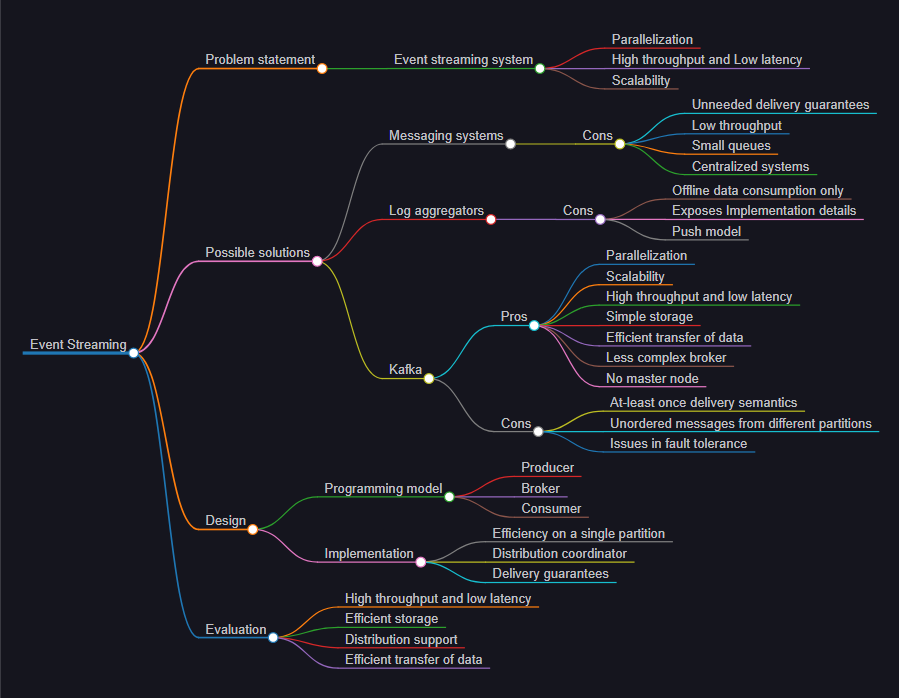 Event Streaming
Problem statement
Event streaming system
Parallelization
High throughput and Low latency
Scalability
Possible solutions
Messaging systems
Cons
Unneeded delivery guarantees
Low throughput
Small queues
Centralized systems
Log aggregators
Cons
Offline data consumption only
Exposes Implementation details
Push model
Kafka
Pros
Parallelization
Scalability
High throughput and low latency
Simple storage
Efficient transfer of data
Less complex broker
No master node
Cons
At-least once delivery semantics
Unordered messages from different partitions
Issues in fault tolerance
Design
Programming model
Producer
Broker
Consumer
Implementation
Efficiency on a single partition
Distribution coordinator
Delivery guarantees
Evaluation
High throughput and low latency
Efficient storage
Distribution support
Efficient transfer of data